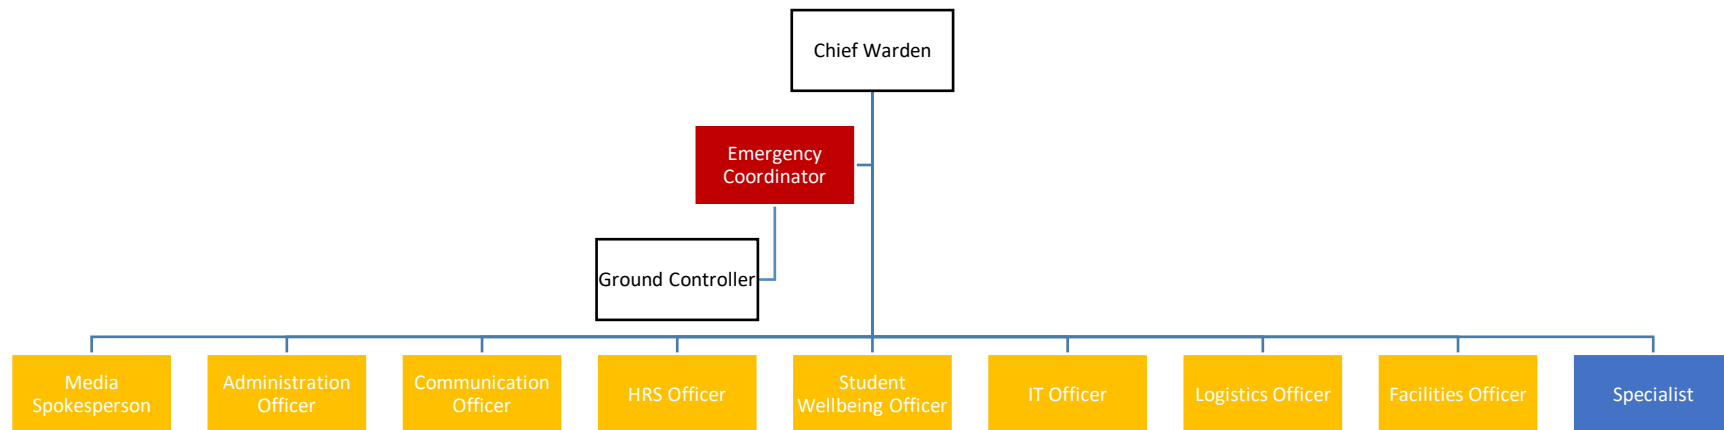 Chief Warden
Emergency
Coordinator
Ground Controller
Media
Spokesperson
Administration
Officer
Communication
Officer
HRS Officer
Student
Wellbeing Officer
IT Officer
Logistics Officer
Facilities Officer
Specialist